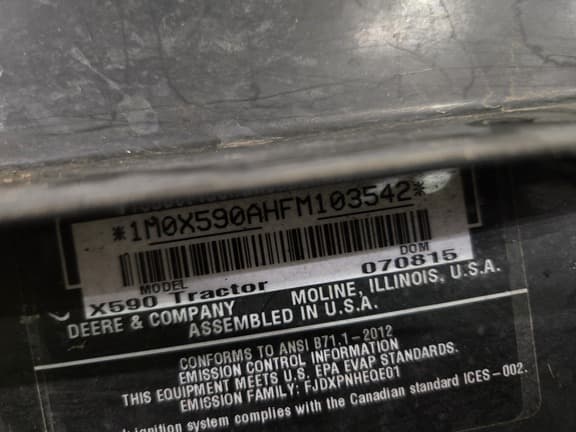 *1M0X590AHFM103542*
MODEL DOM
X590 Tractor 070815
DEERE & COMPANY MOLINE, ILLINOIS, U.S.A.
ASSEMBLED IN U.S.A.
CONFORMS TO ANSI B71.1-2012
EMISSION CONTROL INFORMATION
THIS EQUIPMENT MEETS U.S. EPA EVAP STANDARDS.
EMISSION FAMILY: FJDXPNHEQE01
ignition system complies with the Canadian standard ICES-002.